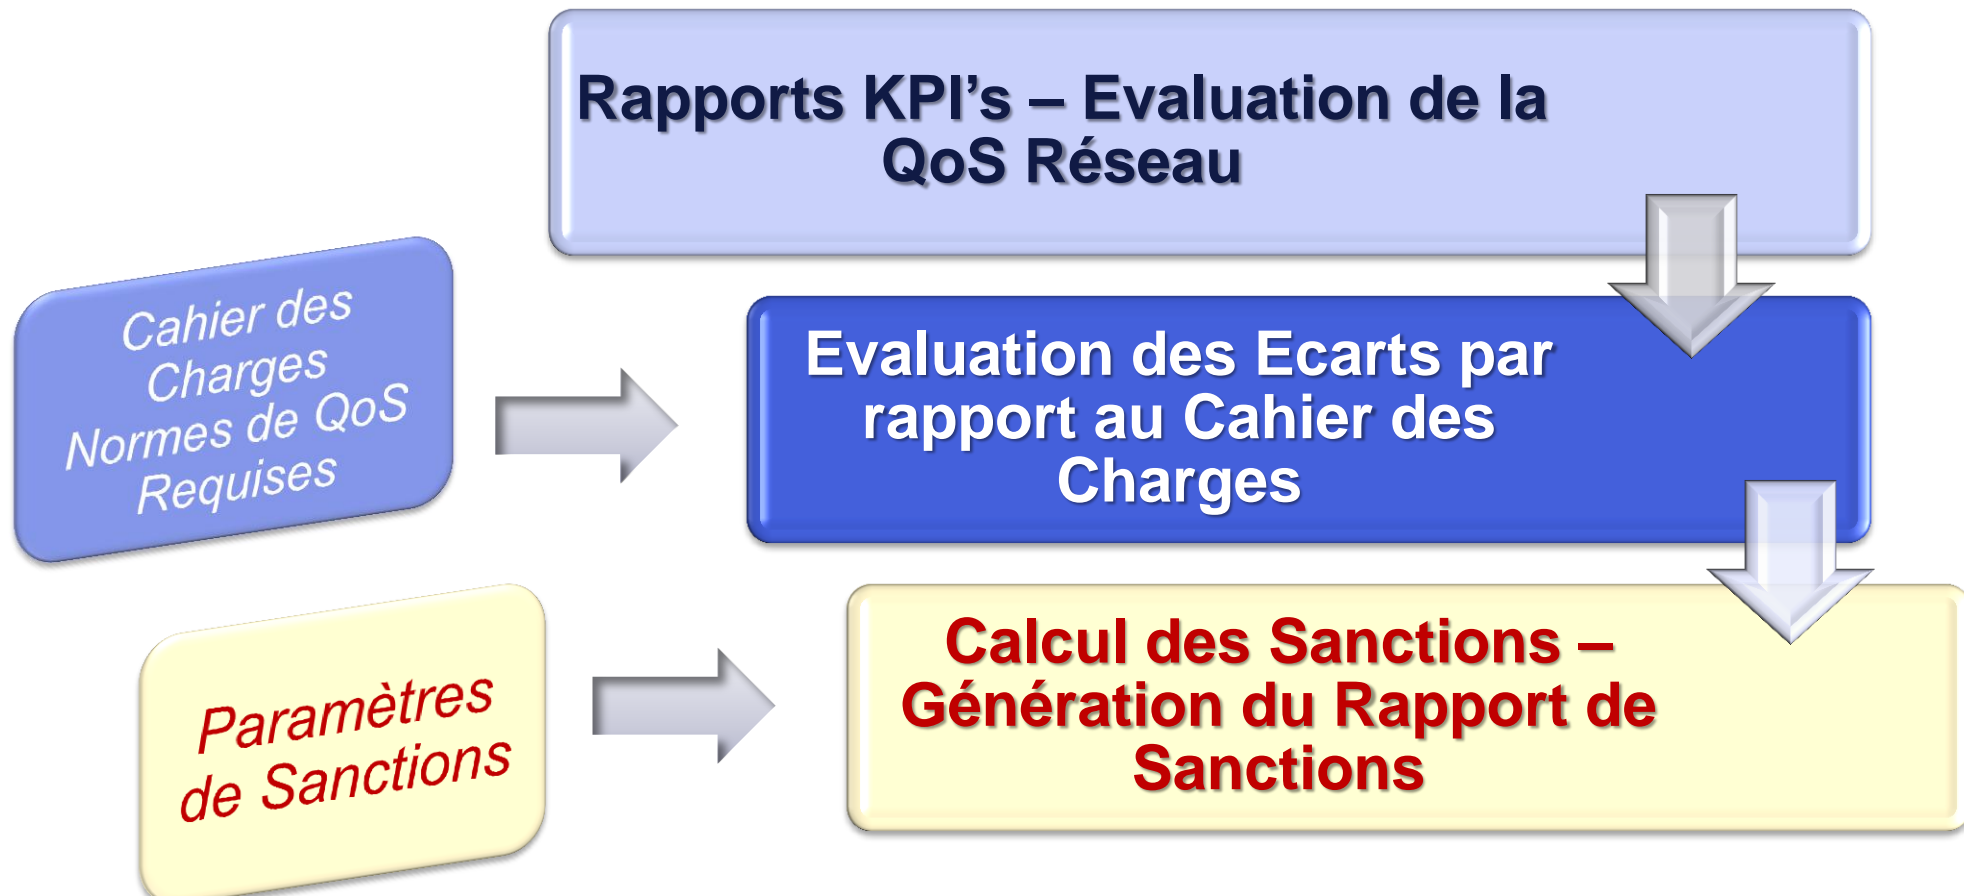 Rapports KPI’s – Evaluation de la
QoS Réseau
Cahier des
Charges
Normes de QoS
Requises
Evaluation des Ecarts par
rapport au Cahier des
Charges
Paramètres
de Sanctions
Calcul des Sanctions –
Génération du Rapport de
Sanctions